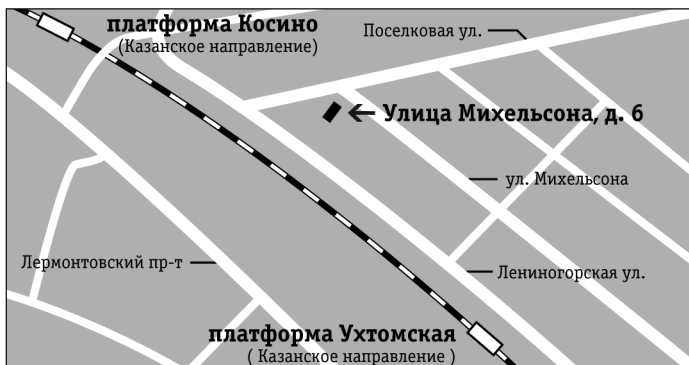 платформа Косино
(Казанское направление)
Поселковая ул.
Улица Михельсона, д. 6
ул. Михельсона
Лермонтовский пр-т
Лениногорская ул.
платформа Ухтомская
( Казанское направление )